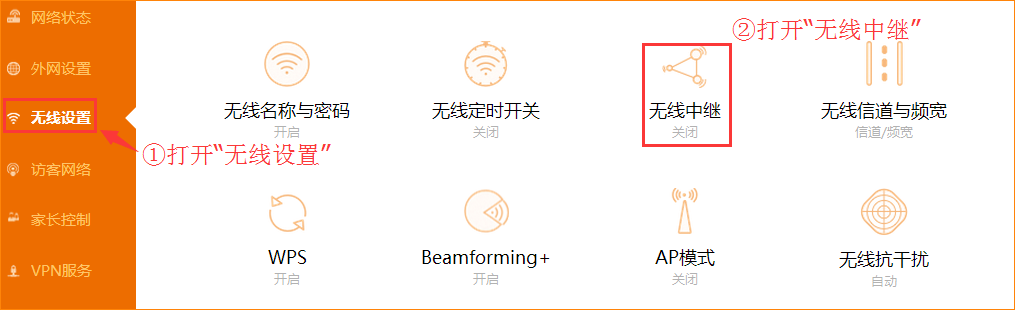 网络状态
外网设置
无线设置
访客网络
家长控制
VPN服务
①打开“无线设置”
②打开“无线中继”
无线名称与密码
开启
无线定时开关
关闭
无线中继
关闭
无线信道与频宽
信道/频宽
WPS
开启
Beamforming+
开启
AP模式
关闭
无线抗干扰
自动